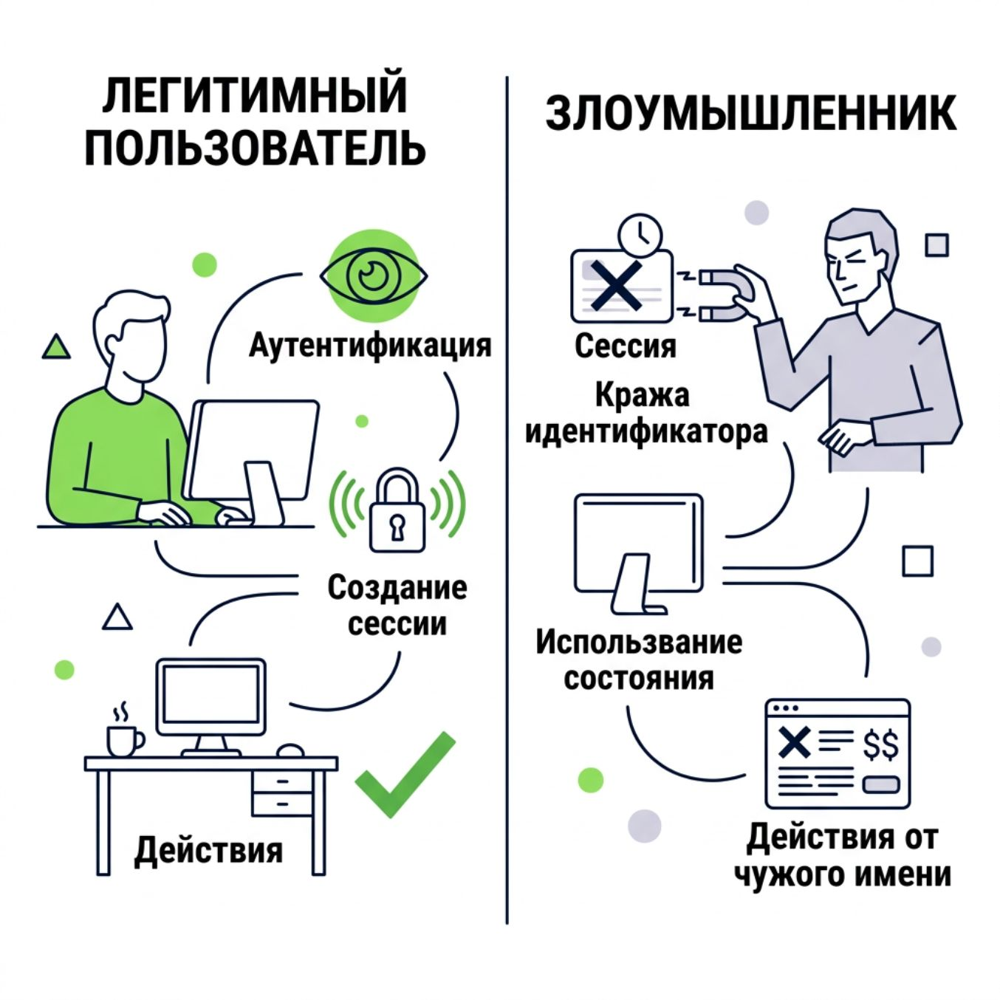 ЛЕГИТИМНЫЙ
ПОЛЬЗОВАТЕЛЬ
Аутентификация
Создание
сессии
Действия
ЗЛОУМЫШЛЕННИК
Сессия
Кража
идентификатора
Использвание
состояния
$$
Действия от
чужого имени